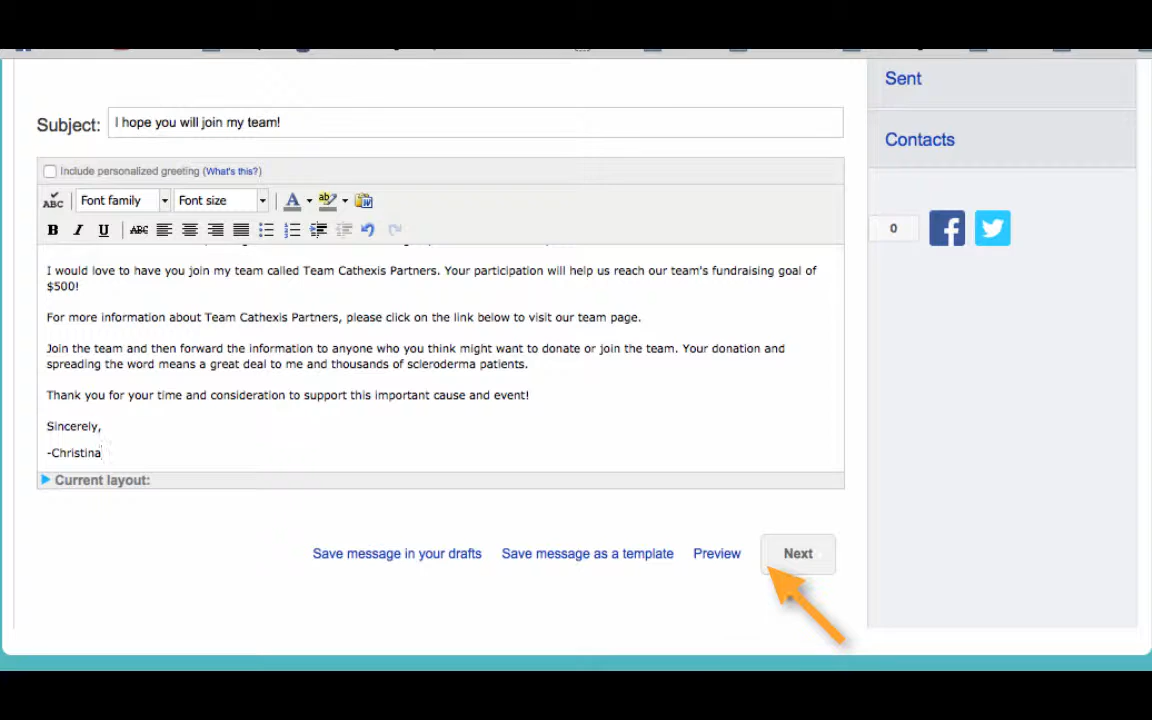 Sent
Subject: I hope you will join my team!
Contacts
Include personalized greeting (What's this?)
ABC Font family Font size A ab
B I U ABC
0
I would love to have you join my team called Team Cathexis Partners. Your participation will help us reach our team's fundraising goal of
$500!
For more information about Team Cathexis Partners, please click on the link below to visit our team page.
Join the team and then forward the information to anyone who you think might want to donate or join the team. Your donation and
spreading the word means a great deal to me and thousands of scleroderma patients.
Thank you for your time and consideration to support this important cause and event!
Sincerely,
-Christina
Current layout:
Save message in your drafts Save message as a template Preview Next